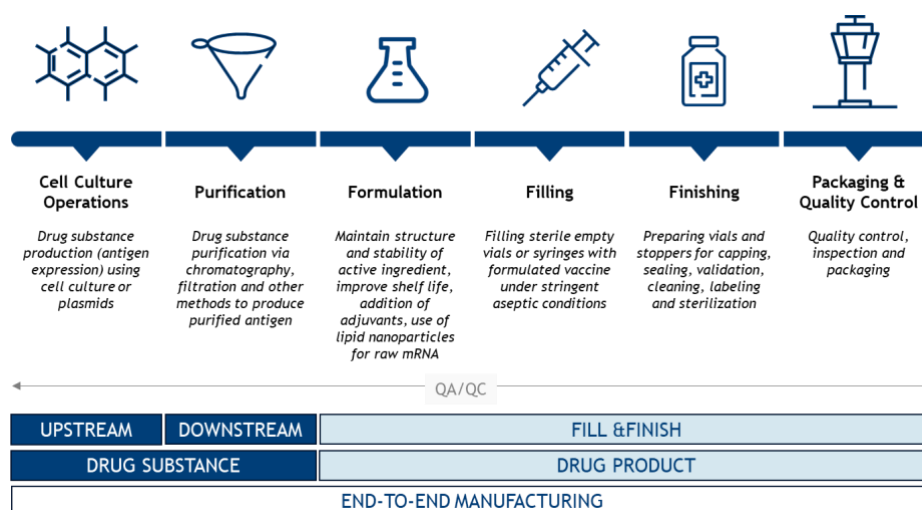 Cell Culture
Operations
Drug substance
production (antigen
expression) using
cell culture or
plasmids
Purification
Drug substance
purification via
chromatography,
filtration and other
methods to produce
purified antigen
Formulation
Maintain structure
and stability of
active ingredient,
improve shelf life,
addition of
adjuvants, use of
lipid nanoparticles
for raw mRNA
Filling
Filling sterile empty
vials or syringes with
formulated vaccine
under stringent
aseptic conditions
Finishing
Preparing vials and
stoppers for capping,
sealing, validation,
cleaning, labeling
and sterilization
Packaging &
Quality Control
Quality control,
inspection and
packaging
QA/QC
UPSTREAM
DOWNSTREAM
FILL &FINISH
DRUG SUBSTANCE
DRUG PRODUCT
END-TO-END MANUFACTURING